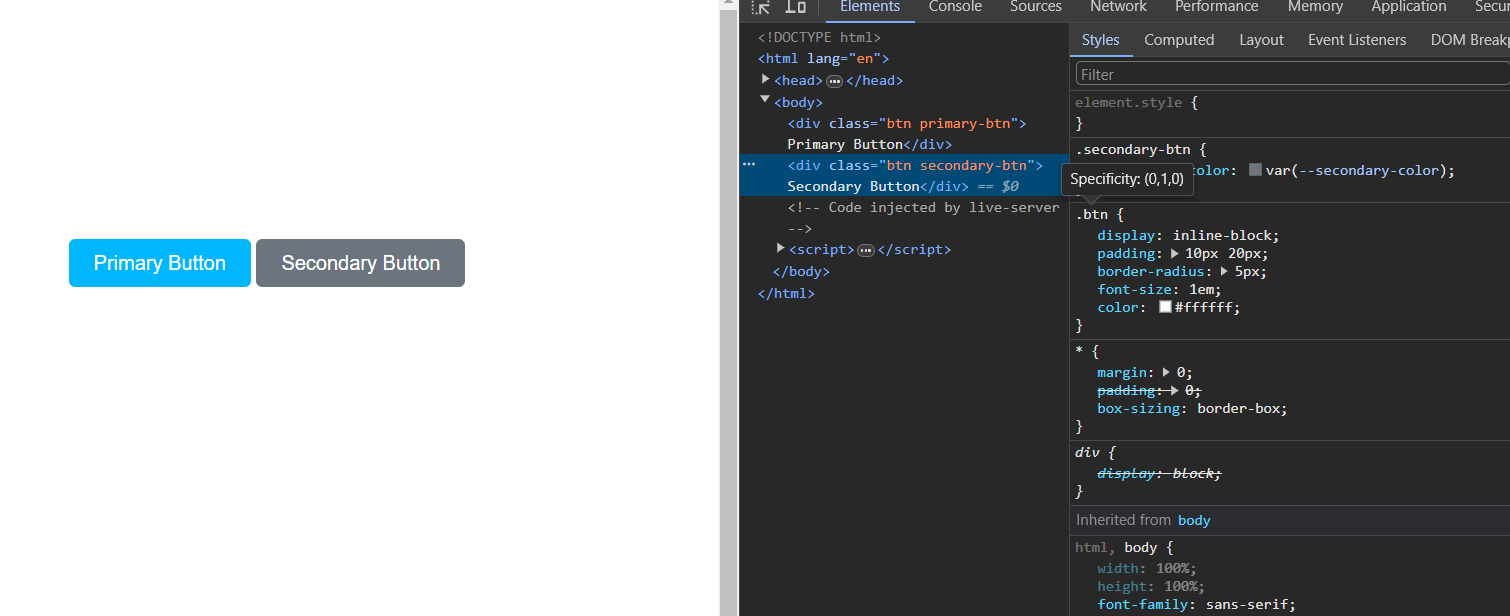 Primary Button
Secondary Button
Elements Console Sources Network Performance Memory Application
<!DOCTYPE html>
<html lang="en">
<head> </head>
<body>
<div class="btn primary-btn">
Primary Button</div>
<div class="btn secondary-btn">
Secondary Button</div> == $0
<!-- Code injected by live-server
-->
<script> </script>
</body>
</html>
Styles Computed Layout Event Listeners DOM
Filter
element.style {
}
.secondary-btn {
olor: var(--secondary-color);
Specificity: (0,1,0)
.btn {
display: inline-block;
padding: 10px 20px;
border-radius: 5px;
font-size: 1em;
color: #ffffff;
}
* {
margin: 0;
padding: 0;
box-sizing: border-box;
}
div {
display: block;
}
Inherited from body
html, body {
width: 100%;
height: 100%;
font-family: sans-serif;